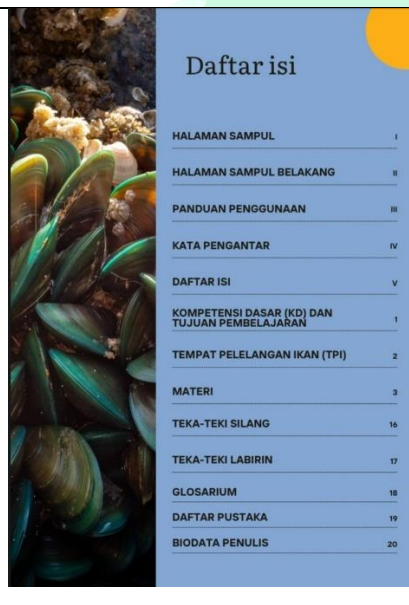 Daftar isi
HALAMAN SAMPUL I
HALAMAN SAMPUL BELAKANG II
PANDUAN PENGGUNAAN III
KATA PENGANTAR IV
DAFTAR ISI V
KOMPETENSI DASAR (KD) DAN
TUJUAN PEMBELAJARAN 1
TEMPAT PELELANGAN IKAN (TPI) 2
MATERI 3
TEKA-TEKI SILANG 16
TEKA-TEKI LABIRIN 17
GLOSARIUM 18
DAFTAR PUSTAKA 19
BIODATA PENULIS 20